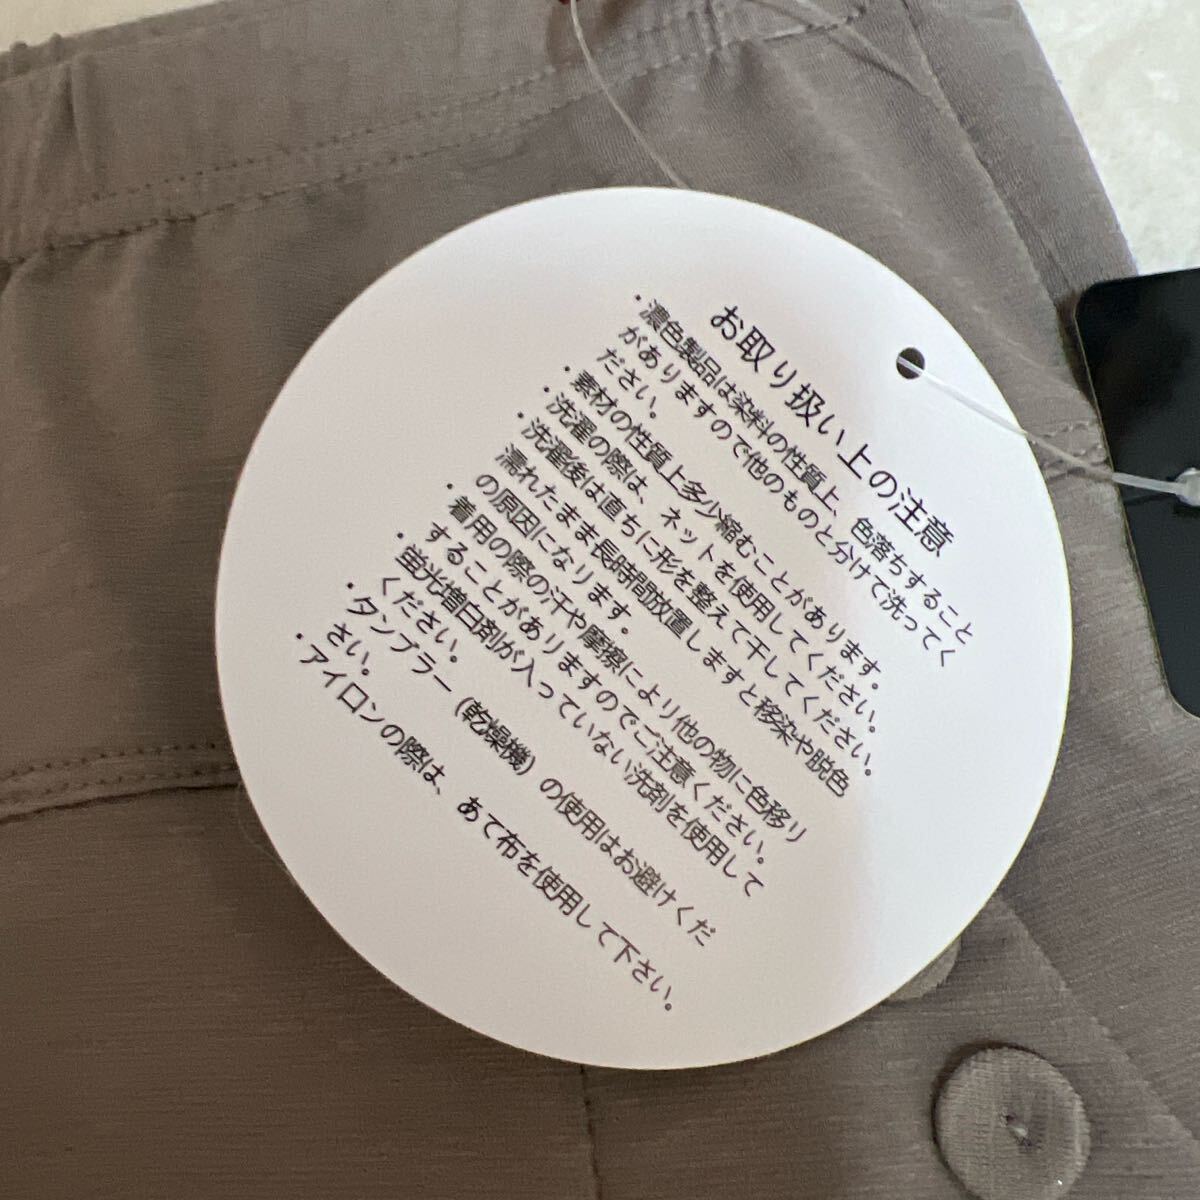 お取り扱い上の注意
・濃色製品は染料の性質上、色落ちすること
がありますので他のものと分けて洗ってく
ださい。
・素材の性質上多少縮むことがあります。
・洗濯の際は、ネットを使用してください。
・洗濯後は直ちに形を整えて干してください。
濡れたまま長時間放置しますと移染や脱色
の原因になります。
・着用の際の汗や摩擦により他の物に色移り
することがありますのでご注意ください。
・蛍光増白剤が入っていない洗剤を使用して
ください。
・タンブラー（乾燥機）の使用はお避けくだ
さい。
・アイロンの際は、あて布を使用して下さい。